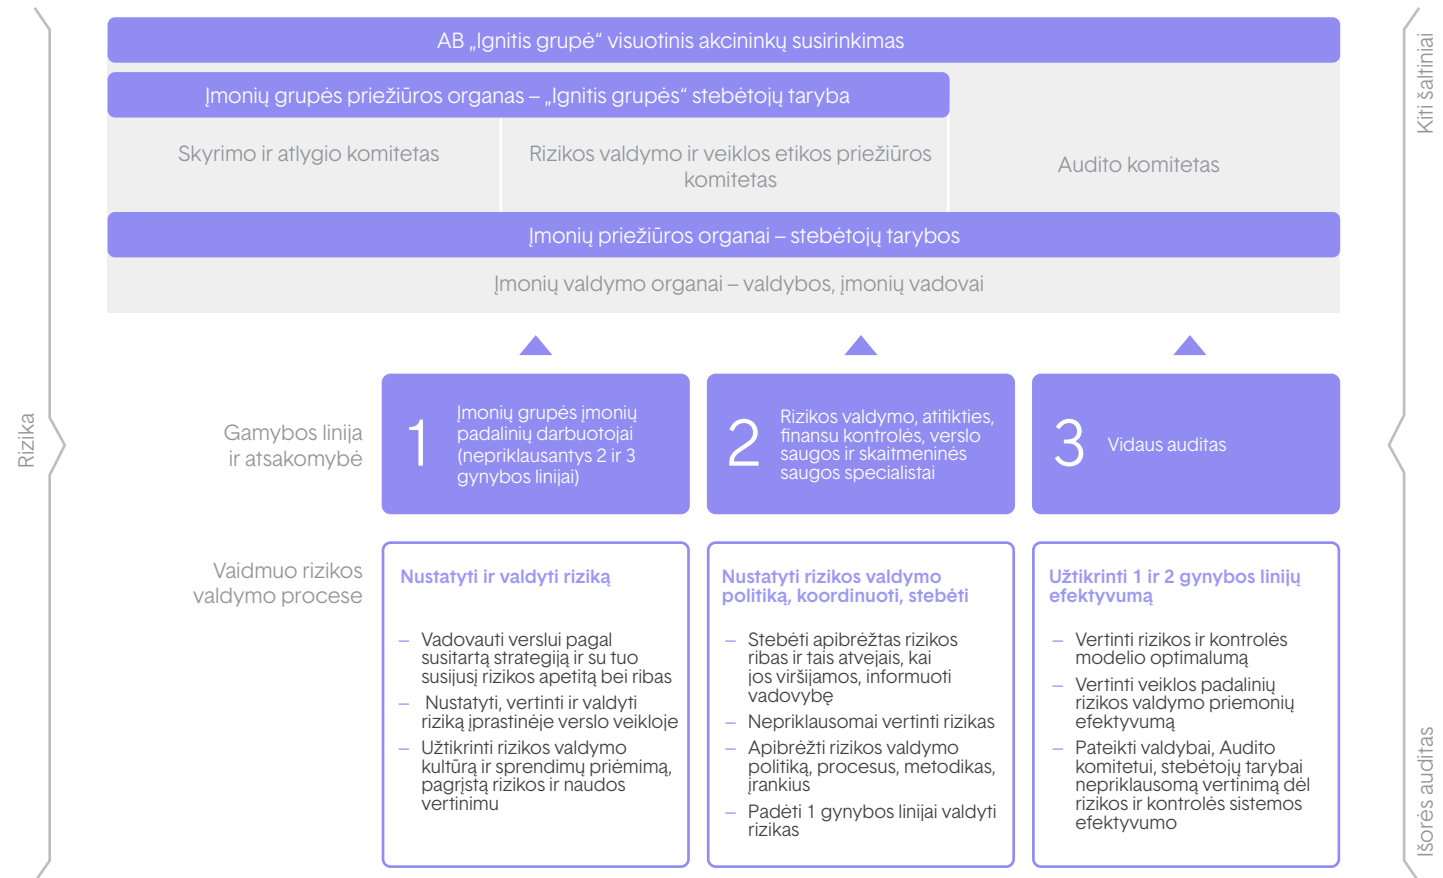 AB „Ignitis grupė“ visuotinis akcininkų susirinkimas
Įmonių grupės priežiūros organas – „Ignitis grupės“ stebėtojų taryba
Skyrimo ir atlygio komitetas
Rizikos valdymo ir veiklos etikos priežiūros
komitetas
Audito komitetas
Įmonių priežiūros organai – stebėtojų tarybos
Įmonių valdymo organai – valdybos, įmonių vadovai
Rizika
Kiti šaltiniai
Išorės auditas
Gamybos linija
ir atsakomybė
1
Įmonių grupės įmonių
padalinių darbuotojai
(nepriklausantys 2 ir 3
gynybos linijai)
2
Rizikos valdymo, atitikties,
finansu kontrolės, verslo
saugos ir skaitmeninės
saugos specialistai
3
Vidaus auditas
Vaidmuo rizikos
valdymo procese
Nustatyti ir valdyti riziką
– Vadovauti verslui pagal
susitartą strategiją ir su tuo
susijusį rizikos apetitą bei ribas
– Nustatyti, vertinti ir valdyti
riziką įprastinėje verslo veikloje
– Užtikrinti rizikos valdymo
kultūrą ir sprendimų priėmimą,
pagrįstą rizikos ir naudos
vertinimu
Nustatyti rizikos valdymo
politiką, koordinuoti, stebėti
– Stebėti apibrėžtas rizikos
ribas ir tais atvejais, kai
jos viršijamos, informuoti
vadovybę
– Nepriklausomai vertinti rizikas
– Apibrėžti rizikos valdymo
politiką, procesus, metodikas,
įrankius
– Padėti 1 gynybos linijai valdyti
rizikas
Užtikrinti 1 ir 2 gynybos linijų
efektyvumą
– Vertinti rizikos ir kontrolės
modelio optimalumą
– Vertinti veiklos padalinių
rizikos valdymo priemonių
efektyvumą
– Pateikti valdybai, Audito
komitetui, stebėtojų tarybai
nepriklausomą vertinimą dėl
rizikos ir kontrolės sistemos
efektyvumo